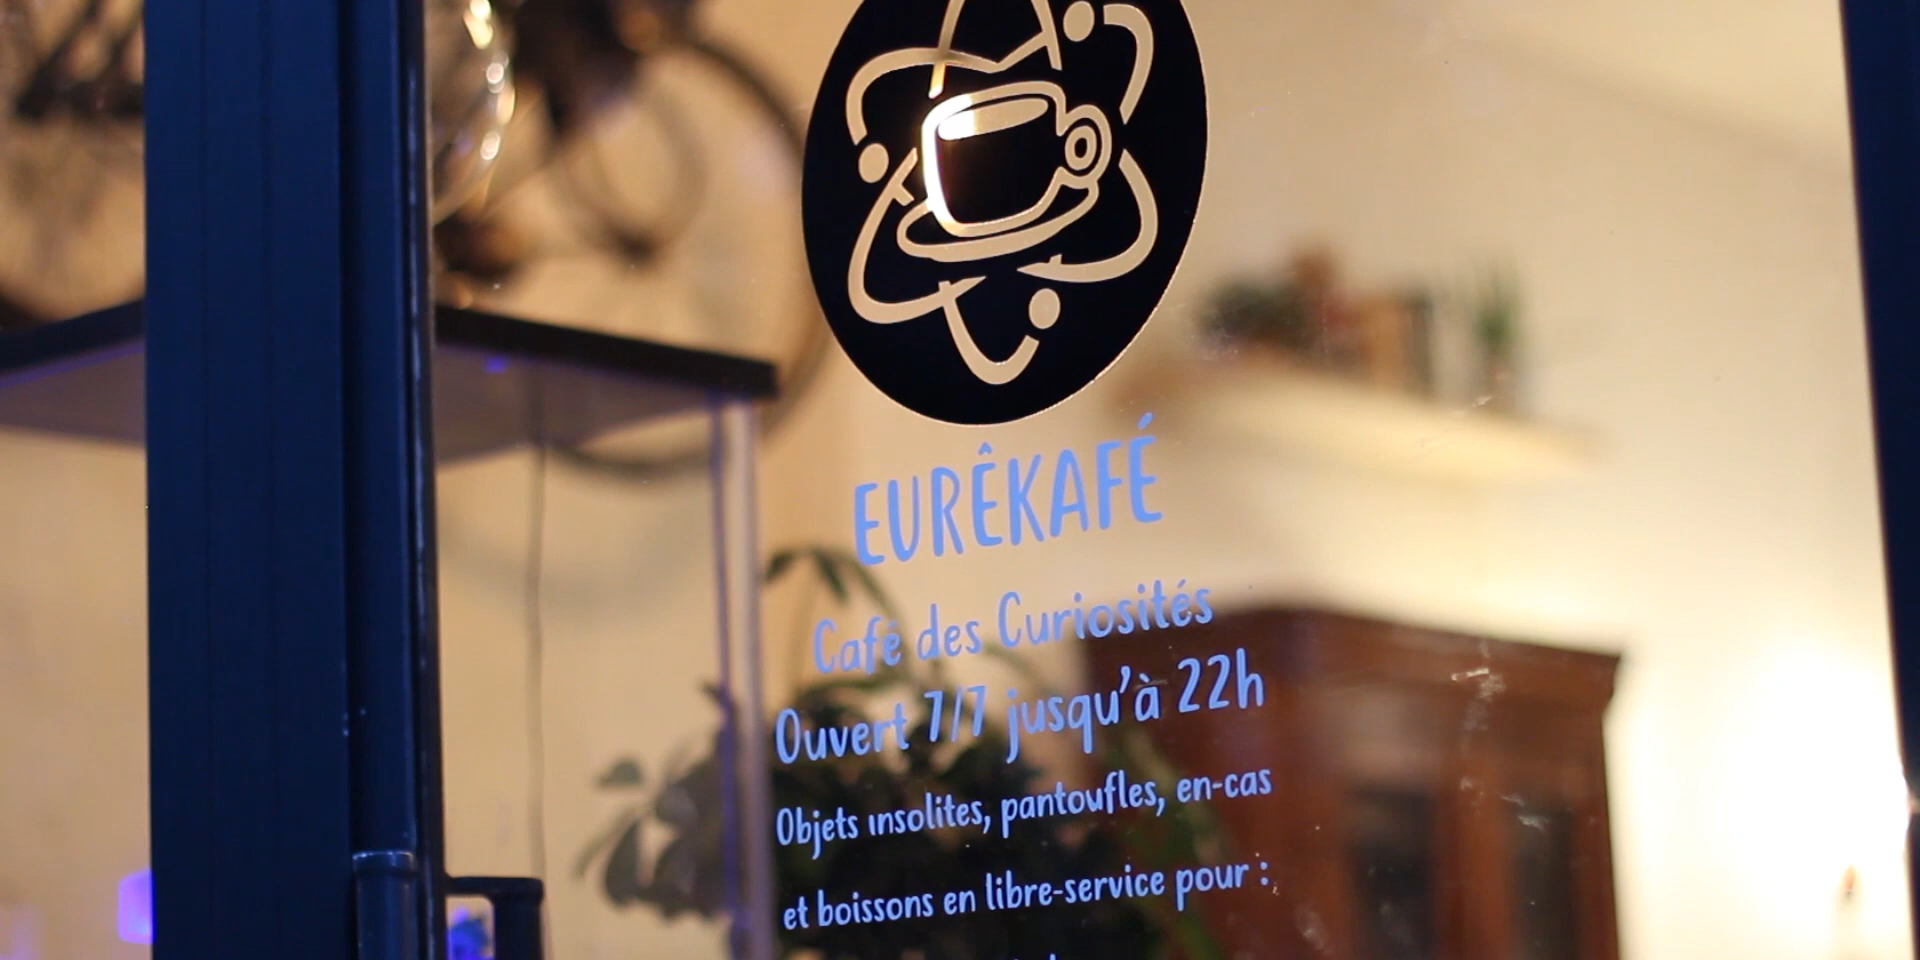 EURÊKAFÉ
Café des Curiosités
Ouvert 7/7 jusqu'à 22h
Objets insolites, pantoufles, en-cas
et boissons en libre-service pour :